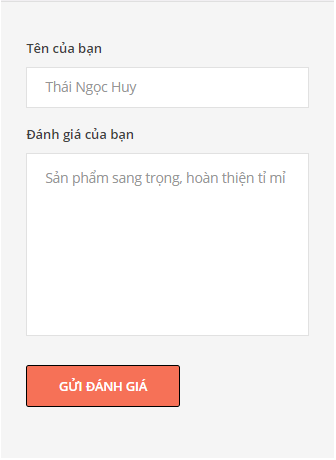 Tên của bạn
Thái Ngọc Huy
Đánh giá của bạn
Sản phẩm sang trọng, hoàn thiện tỉ mỉ
GỬI ĐÁNH GIÁ